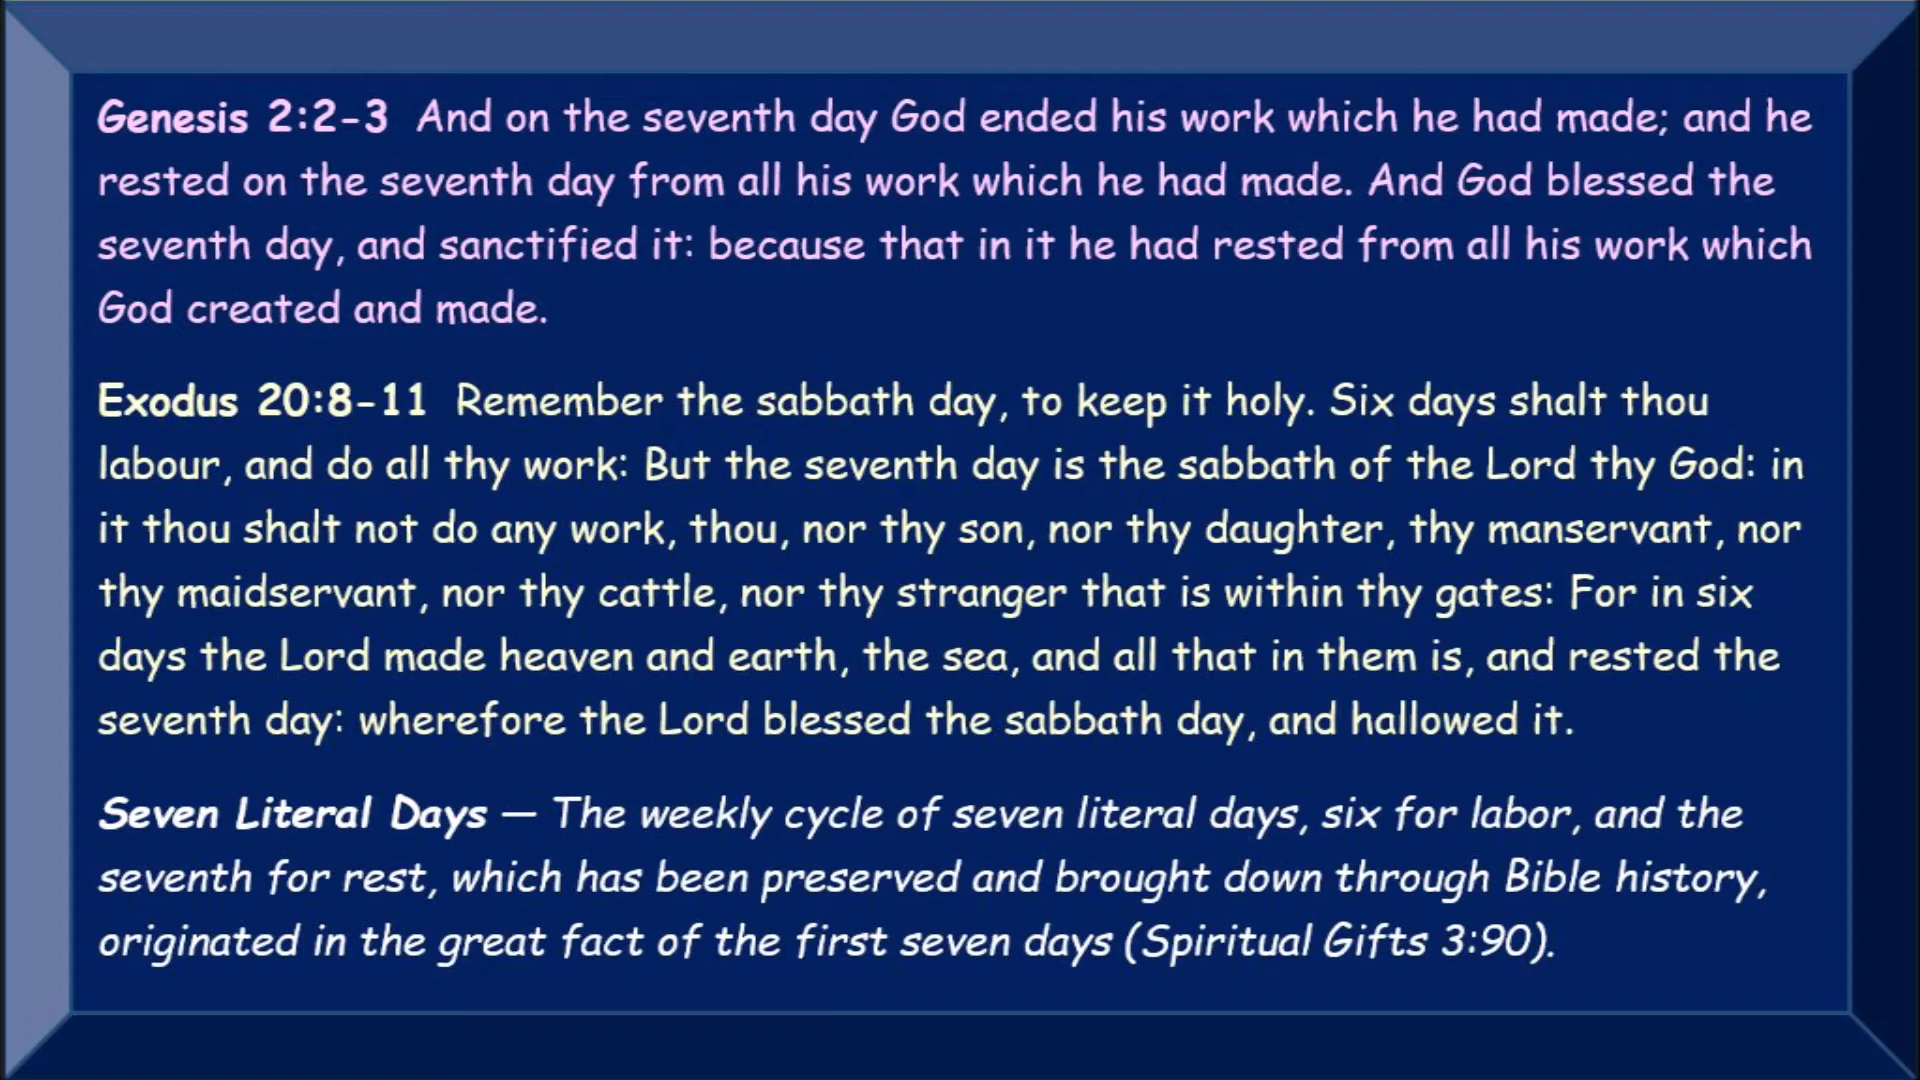 Genesis 2:2-3 And on the seventh day God ended his work which he had made; and he
rested on the seventh day from all his work which he had made. And God blessed the
seventh day, and sanctified it: because that in it he had rested from all his work which
God created and made.
Exodus 20:8-11 Remember the sabbath day, to keep it holy. Six days shalt thou
labour, and do all thy work: But the seventh day is the sabbath of the Lord thy God: in
it thou shalt not do any work, thou, nor thy son, nor thy daughter, thy manservant, nor
thy maidservant, nor thy cattle, nor thy stranger that is within thy gates: For in six
days the Lord made heaven and earth, the sea, and all that in them is, and rested the
seventh day: wherefore the Lord blessed the sabbath day, and hallowed it.
Seven Literal Days — The weekly cycle of seven literal days, six for labor, and the
seventh for rest, which has been preserved and brought down through Bible history,
originated in the great fact of the first seven days (Spiritual Gifts 3:90).